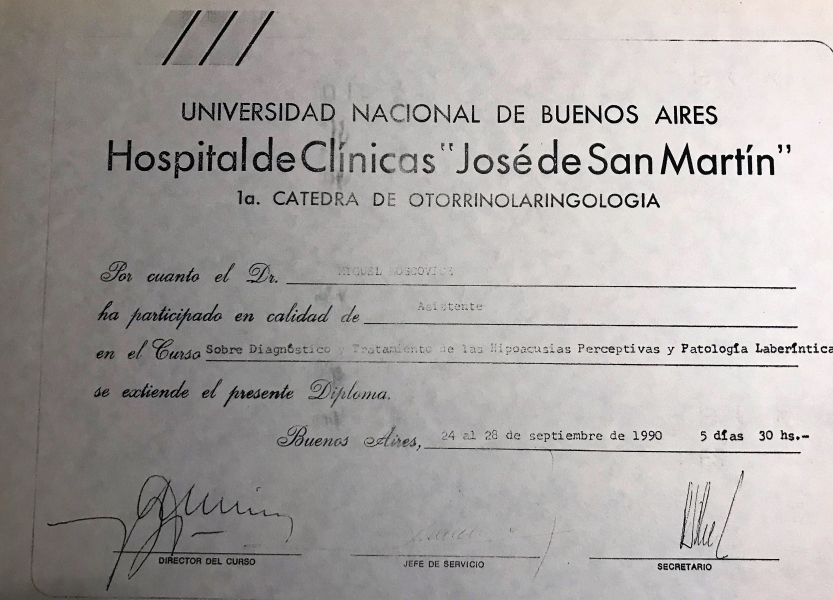 UNIVERSIDAD NACIONAL DE BUENOS AIRES
Hospital de Clínicas "José de San Martín"
1a. CATEDRA DE OTORRINOLARINGOLOGIA
Por cuanto el Dr. MIGUEL MOSCOVICH
ha participado en calidad de Asistente
en el Curso Sobre Diagnóstico y Tratamiento de las Hipoacusias Perceptivas y Patología Laberíntica
se extiende el presente Diploma.
Buenos Aires, 24 al 28 de septiembre de 1990 5 días 30 hs.-
DIRECTOR DEL CURSO
JEFE DE SERVICIO
SECRETARIO